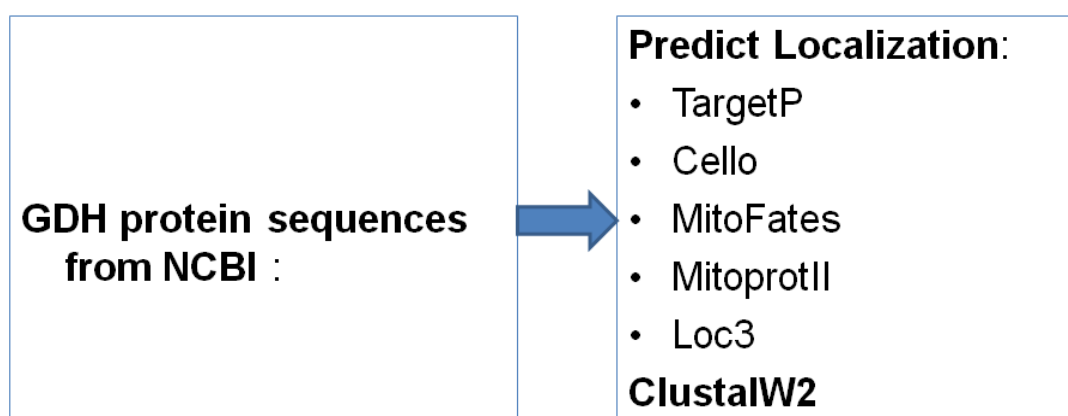 GDH protein sequences
from NCBI :
Predict Localization:
• TargetP
• Cello
• MitoFates
• MitoprotII
• Loc3
ClustalW2